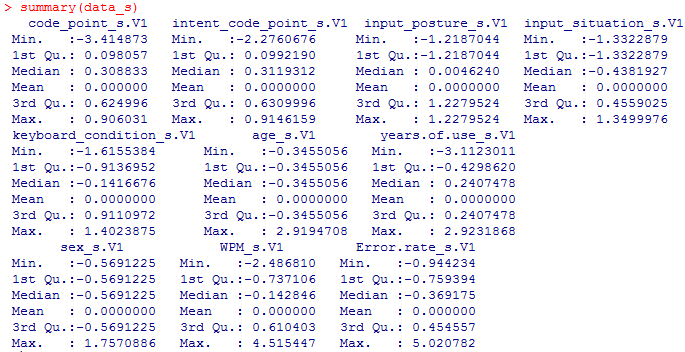 > summary(data_s)
code_point_s.V1 intent_code_point_s.V1 input_posture_s.V1 input_situation_s.V1
Min. :-3.414873 Min. :-2.2760676 Min. :-1.2187044 Min. :-1.3322879
1st Qu.: 0.098057 1st Qu.: 0.0992190 1st Qu.:-1.2187044 1st Qu.:-1.3322879
Median : 0.308833 Median : 0.3119312 Median : 0.0046240 Median :-0.4381927
Mean : 0.000000 Mean : 0.0000000 Mean : 0.0000000 Mean : 0.0000000
3rd Qu.: 0.624996 3rd Qu.: 0.6309996 3rd Qu.: 1.2279524 3rd Qu.: 0.4559025
Max. : 0.906031 Max. : 0.9146159 Max. : 1.2279524 Max. : 1.3499976
keyboard_condition_s.V1 age_s.V1 years.of.use_s.V1
Min. :-1.6155384 Min. :-0.3455056 Min. :-3.1123011
1st Qu.:-0.9136952 1st Qu.:-0.3455056 1st Qu.:-0.4298620
Median :-0.1416676 Median :-0.3455056 Median : 0.2407478
Mean : 0.0000000 Mean : 0.0000000 Mean : 0.0000000
3rd Qu.: 0.9110972 3rd Qu.:-0.3455056 3rd Qu.: 0.2407478
Max. : 1.4023875 Max. : 2.9194708 Max. : 2.9231868
sex_s.V1 WPM_s.V1 Error.rate_s.V1
Min. :-0.5691225 Min. :-2.486810 Min. :-0.944234
1st Qu.:-0.5691225 1st Qu.:-0.737106 1st Qu.:-0.759394
Median :-0.5691225 Median :-0.142846 Median :-0.369175
Mean : 0.0000000 Mean : 0.000000 Mean : 0.000000
3rd Qu.:-0.5691225 3rd Qu.: 0.610403 3rd Qu.: 0.454557
Max. : 1.7570886 Max. : 4.515447 Max. : 5.020782